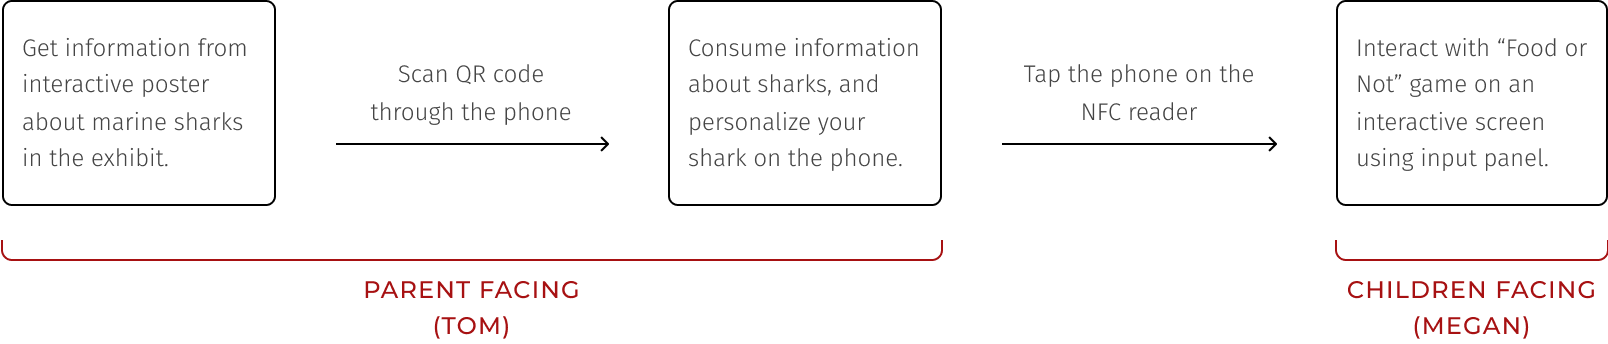 Get information from
interactive poster
about marine sharks
in the exhibit.
Scan QR code
through the phone
Consume information
about sharks, and
personalize your
shark on the phone.
Tap the phone on the
NFC reader
Interact with “Food or
Not” game on an
interactive screen
using input panel.
PARENT FACING
(TOM)
CHILDREN FACING
(MEGAN)